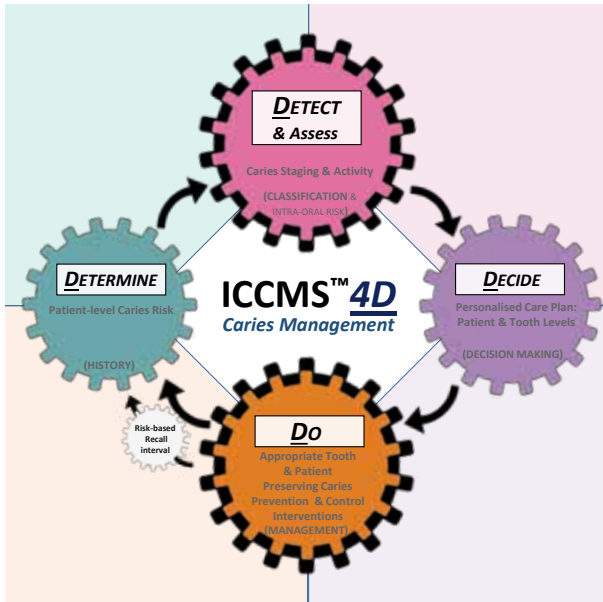 DETECT
& Assess
Caries Staging & Activity
(CLASSIFICATION &
INTRA-ORAL RISK)
DETERMINE
Patient-level Caries Risk
(HISTORY)
ICCMS™ 4D
Caries Management
DECIDE
Personalised Care Plan:
Patient & Tooth Levels
(DECISION MAKING)
Risk-based
Recall
interval
DO
Appropriate Tooth
& Patient
Preserving Caries
Prevention & Control
Interventions
(MANAGEMENT)